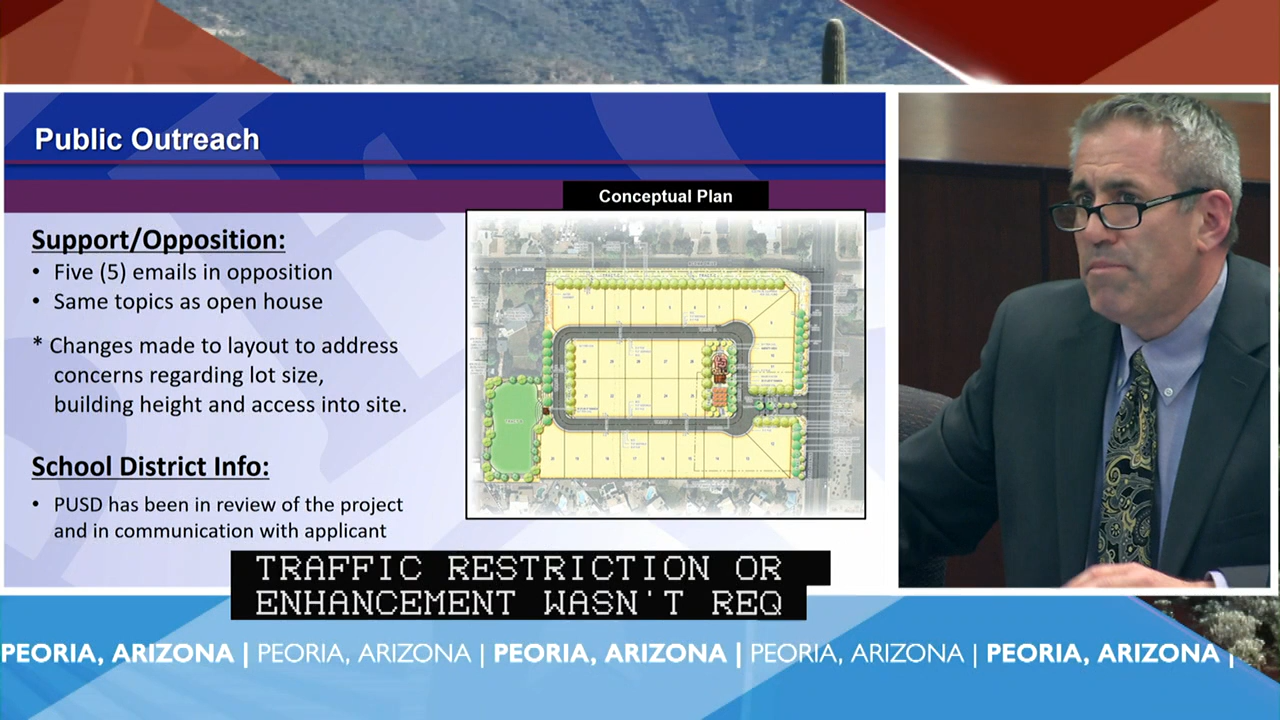 Public Outreach
Conceptual Plan
Support/Opposition:
• Five (5) emails in opposition
• Same topics as open house
* Changes made to layout to address
concerns regarding lot size,
building height and access into site.
School District Info:
• PUSD has been in review of the project
and in communication with applicant
TRAFFIC RESTRICTION OR
ENHANCEMENT WASN'T REQ
PEORIA, ARIZONA | PEORIA, ARIZONA | PEORIA, ARIZONA | PEORIA, ARIZONA | PEORIA, ARIZONA |